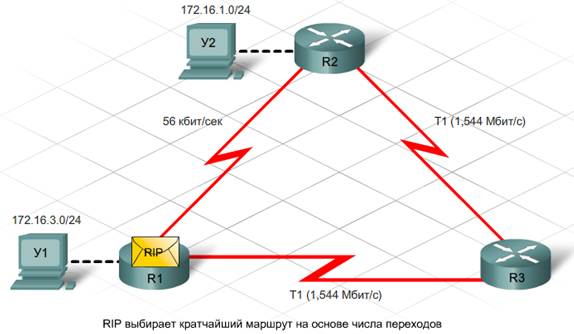 172.16.1.0/24
У2
R2
56 кбит/сек
T1 (1,544 Мбит/с)
172.16.3.0/24
У1
RIP
R1
R3
T1 (1,544 Мбит/с)
RIP выбирает кратчайший маршрут на основе числа переходов